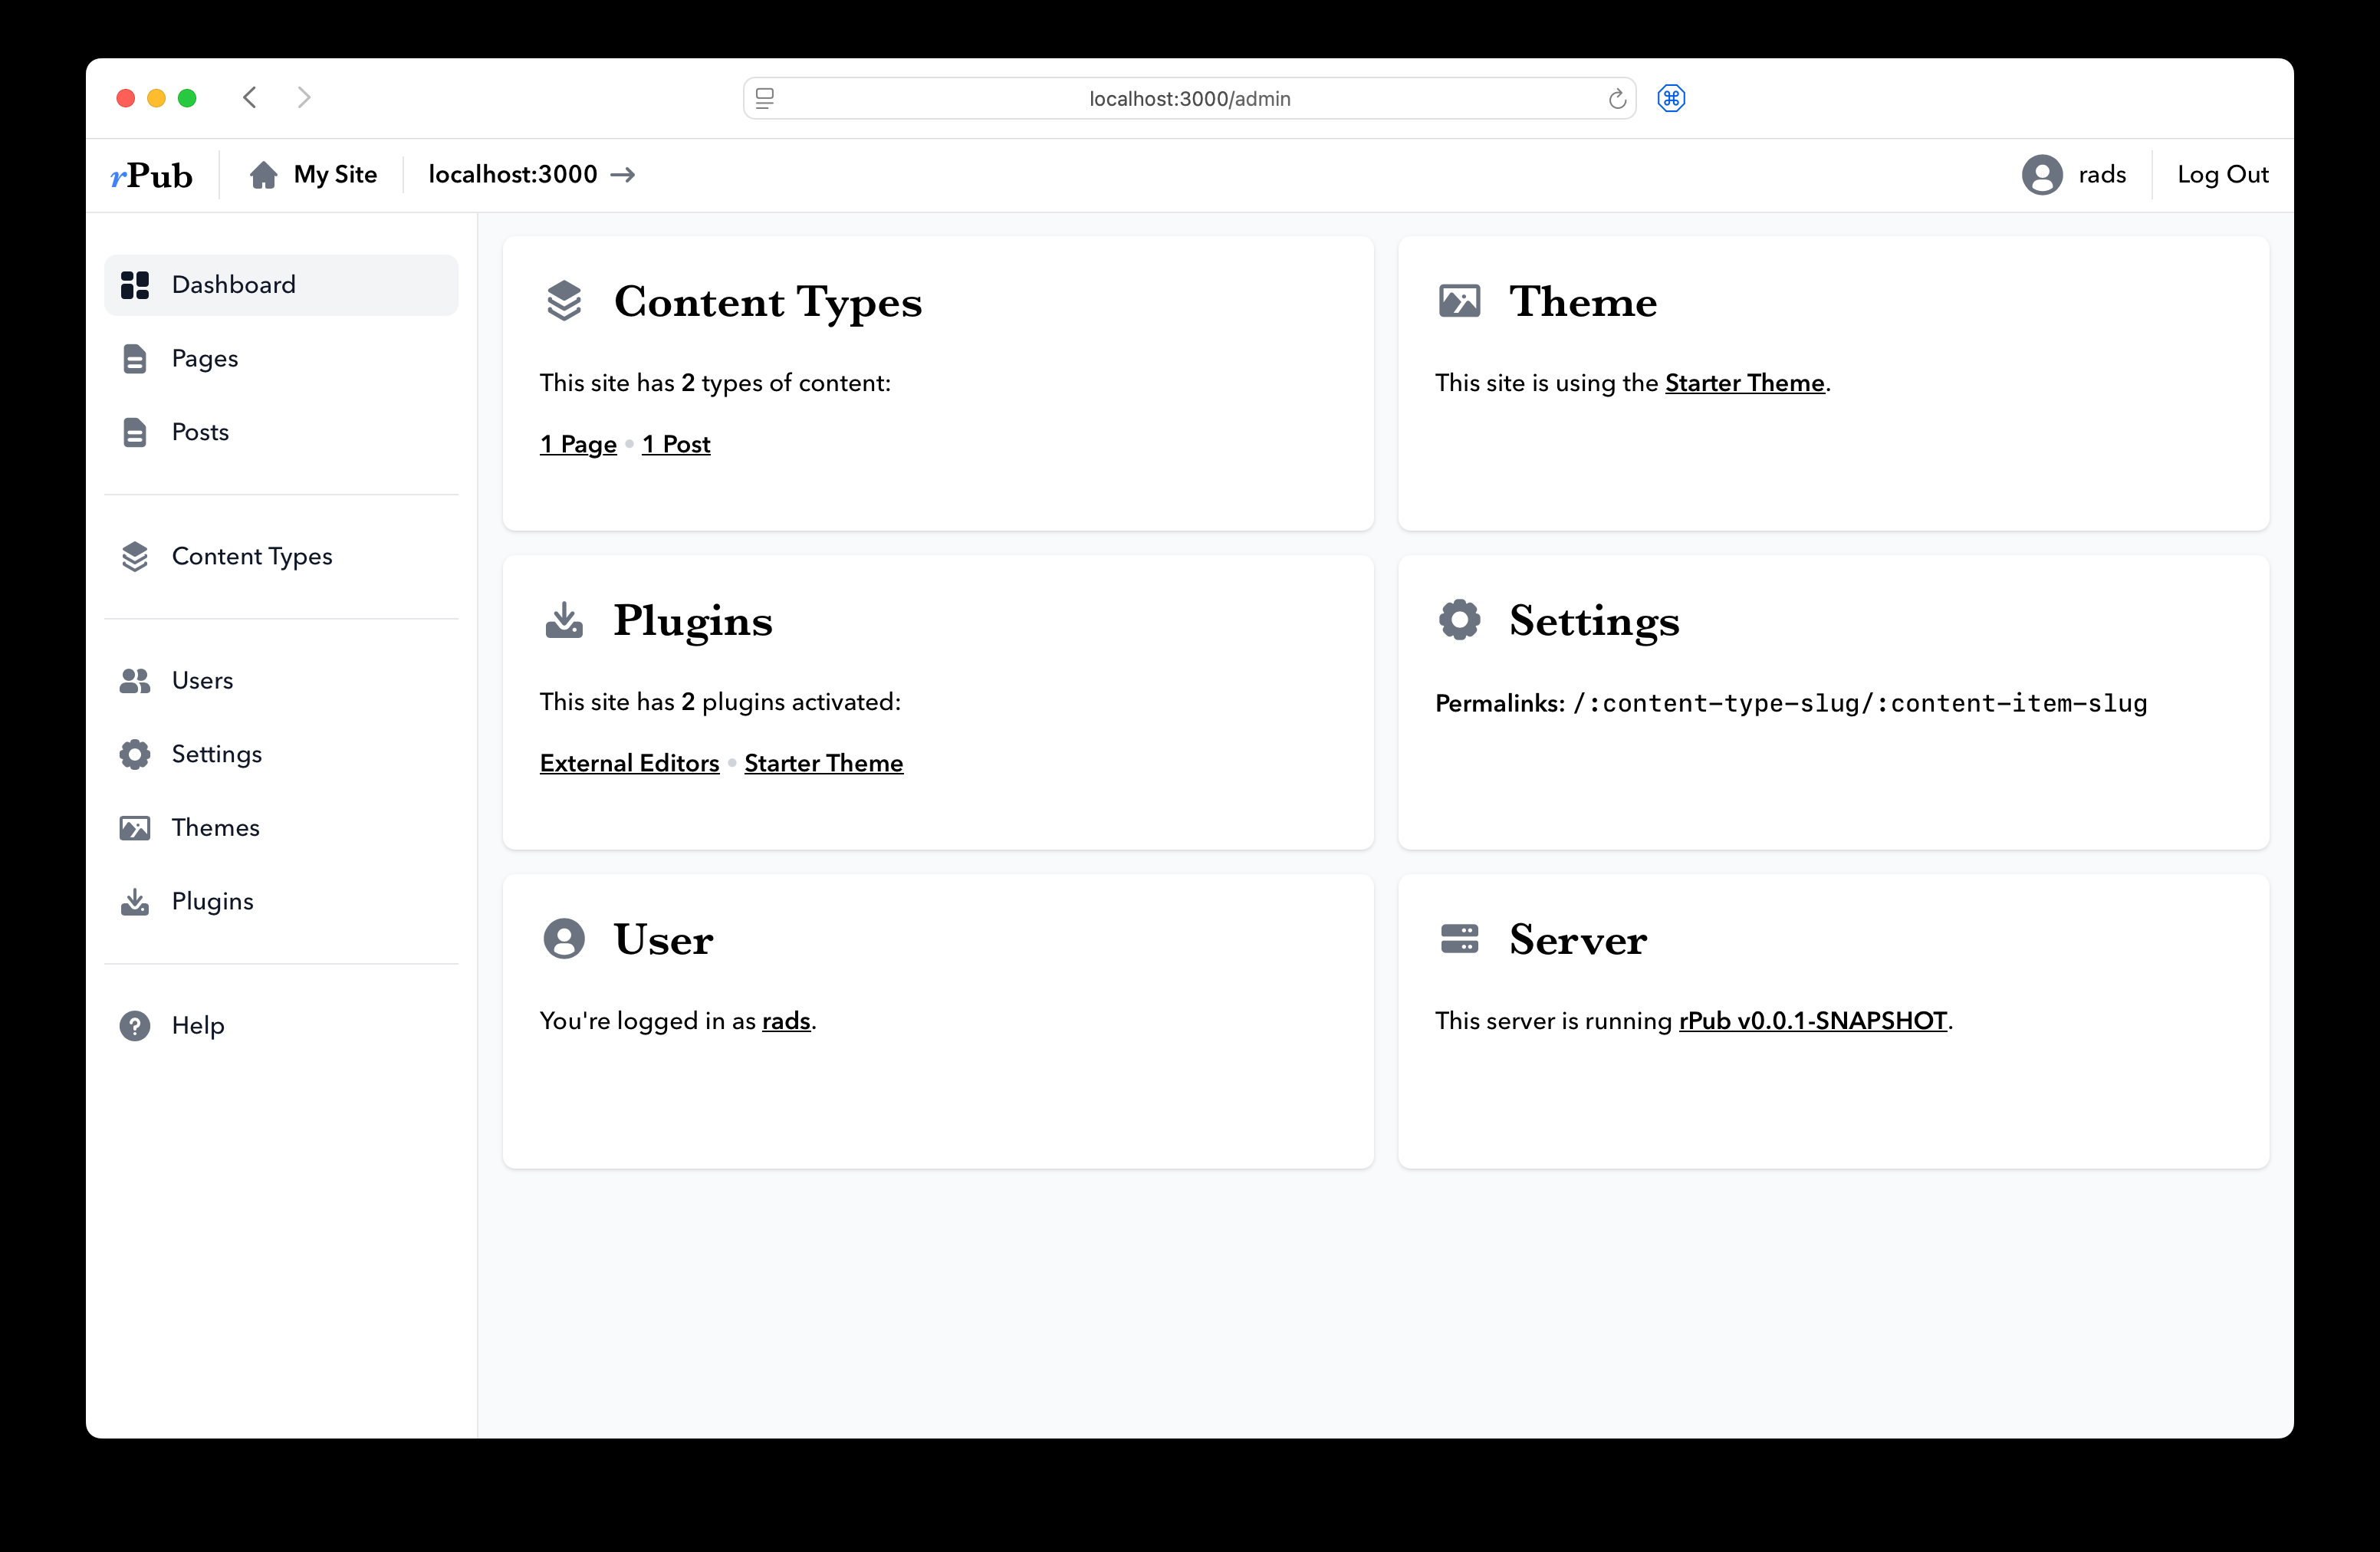 localhost:3000/admin
rPub
My Site
localhost:3000 →
rads
Log Out
Dashboard
Pages
Posts
Content Types
Users
Settings
Themes
Plugins
Help
Content Types
This site has 2 types of content:
1 Page • 1 Post
Theme
This site is using the Starter Theme.
Plugins
This site has 2 plugins activated:
External Editors • Starter Theme
Settings
Permalinks: /:content-type-slug/:content-item-slug
User
You're logged in as rads.
Server
This server is running rPub v0.0.1-SNAPSHOT.